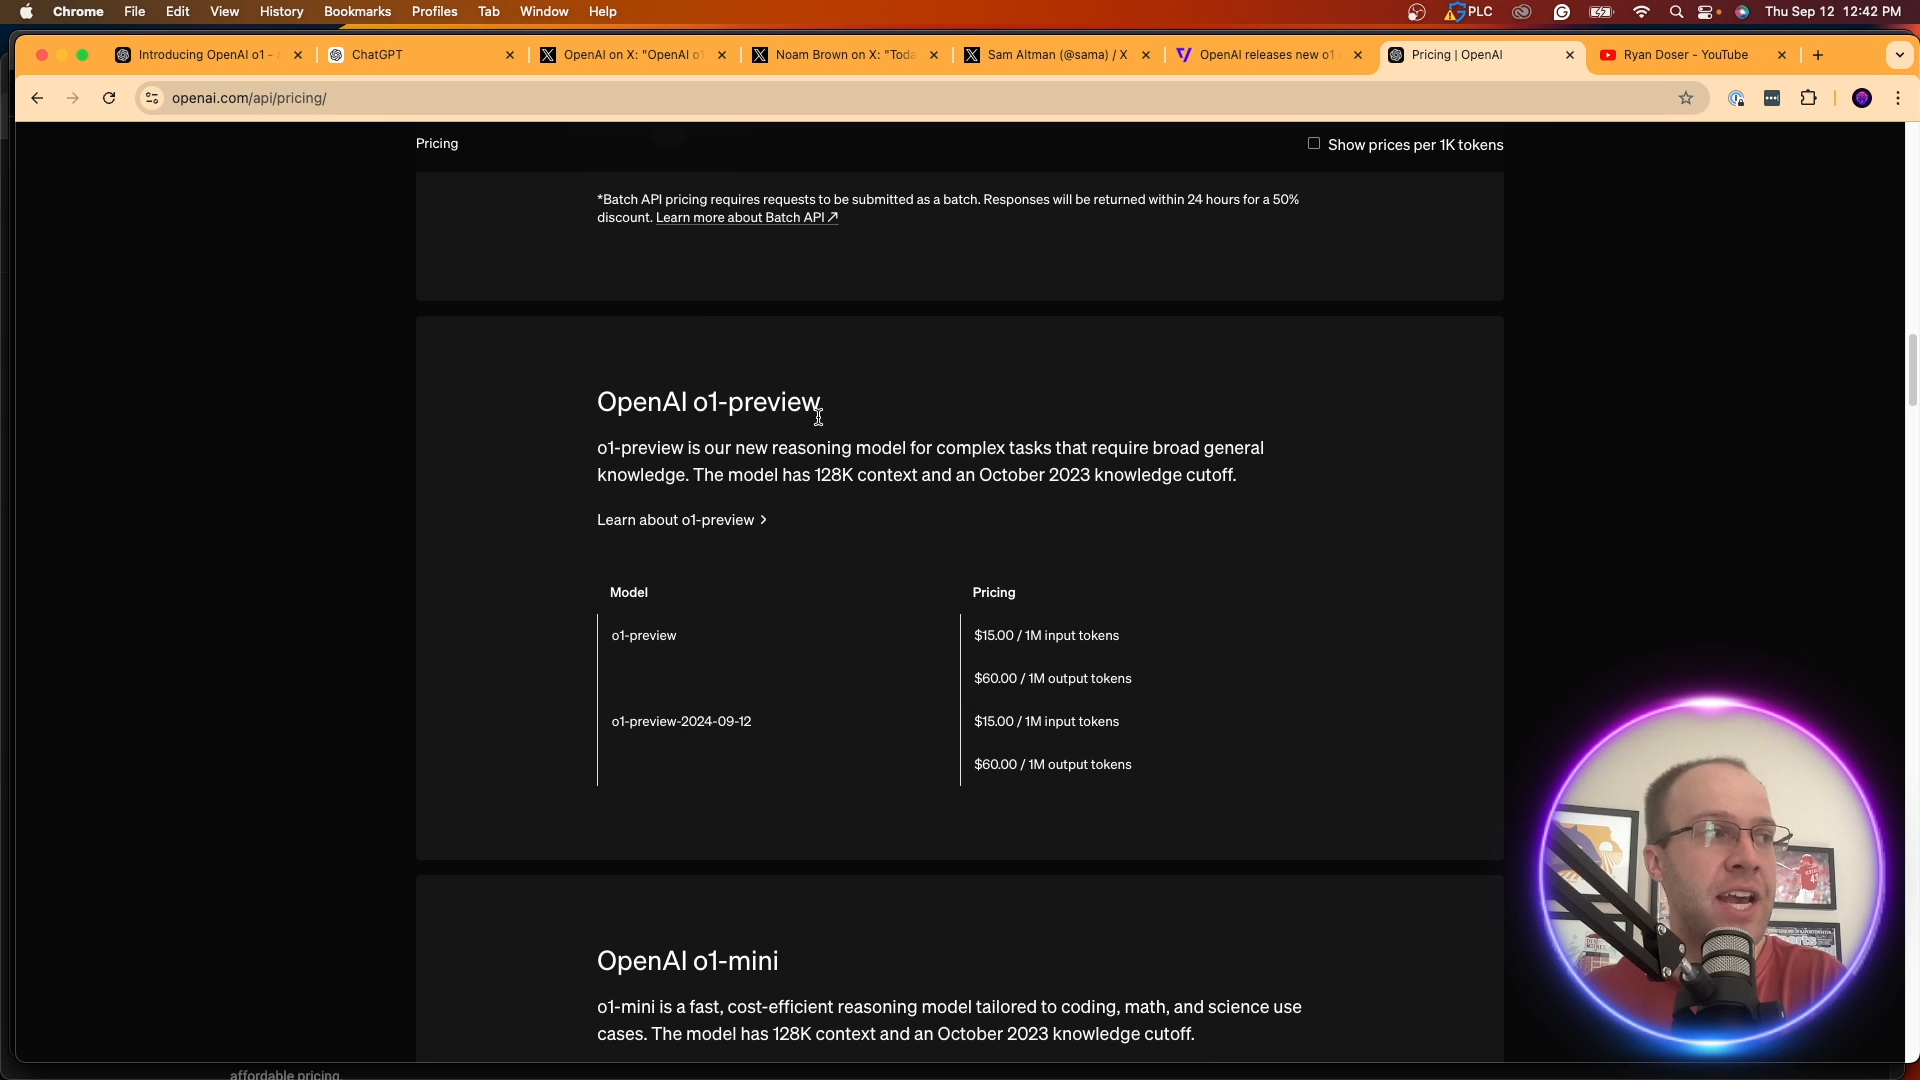 Chrome File Edit View History Bookmarks Profiles Tab Window Help PLC Thu Sep 12 12:42 PM
Introducing OpenAI o1 - ChatGPT OpenAI on X: "OpenAI o1 Noam Brown on X: "Toda Sam Altman (@sama) / X OpenAI releases new o1 Pricing | OpenAI Ryan Doser - YouTube
openai.com/api/pricing/
Pricing Show prices per 1K tokens
*Batch API pricing requires requests to be submitted as a batch. Responses will be returned within 24 hours for a 50%
discount. Learn more about Batch API ↗
OpenAI o1-preview
o1-preview is our new reasoning model for complex tasks that require broad general
knowledge. The model has 128K context and an October 2023 knowledge cutoff.
Learn about o1-preview >
Model Pricing
o1-preview $15.00 / 1M input tokens
$60.00 / 1M output tokens
o1-preview-2024-09-12 $15.00 / 1M input tokens
$60.00 / 1M output tokens
OpenAI o1-mini
o1-mini is a fast, cost-efficient reasoning model tailored to coding, math, and science use
cases. The model has 128K context and an October 2023 knowledge cutoff.
affordable pricing.